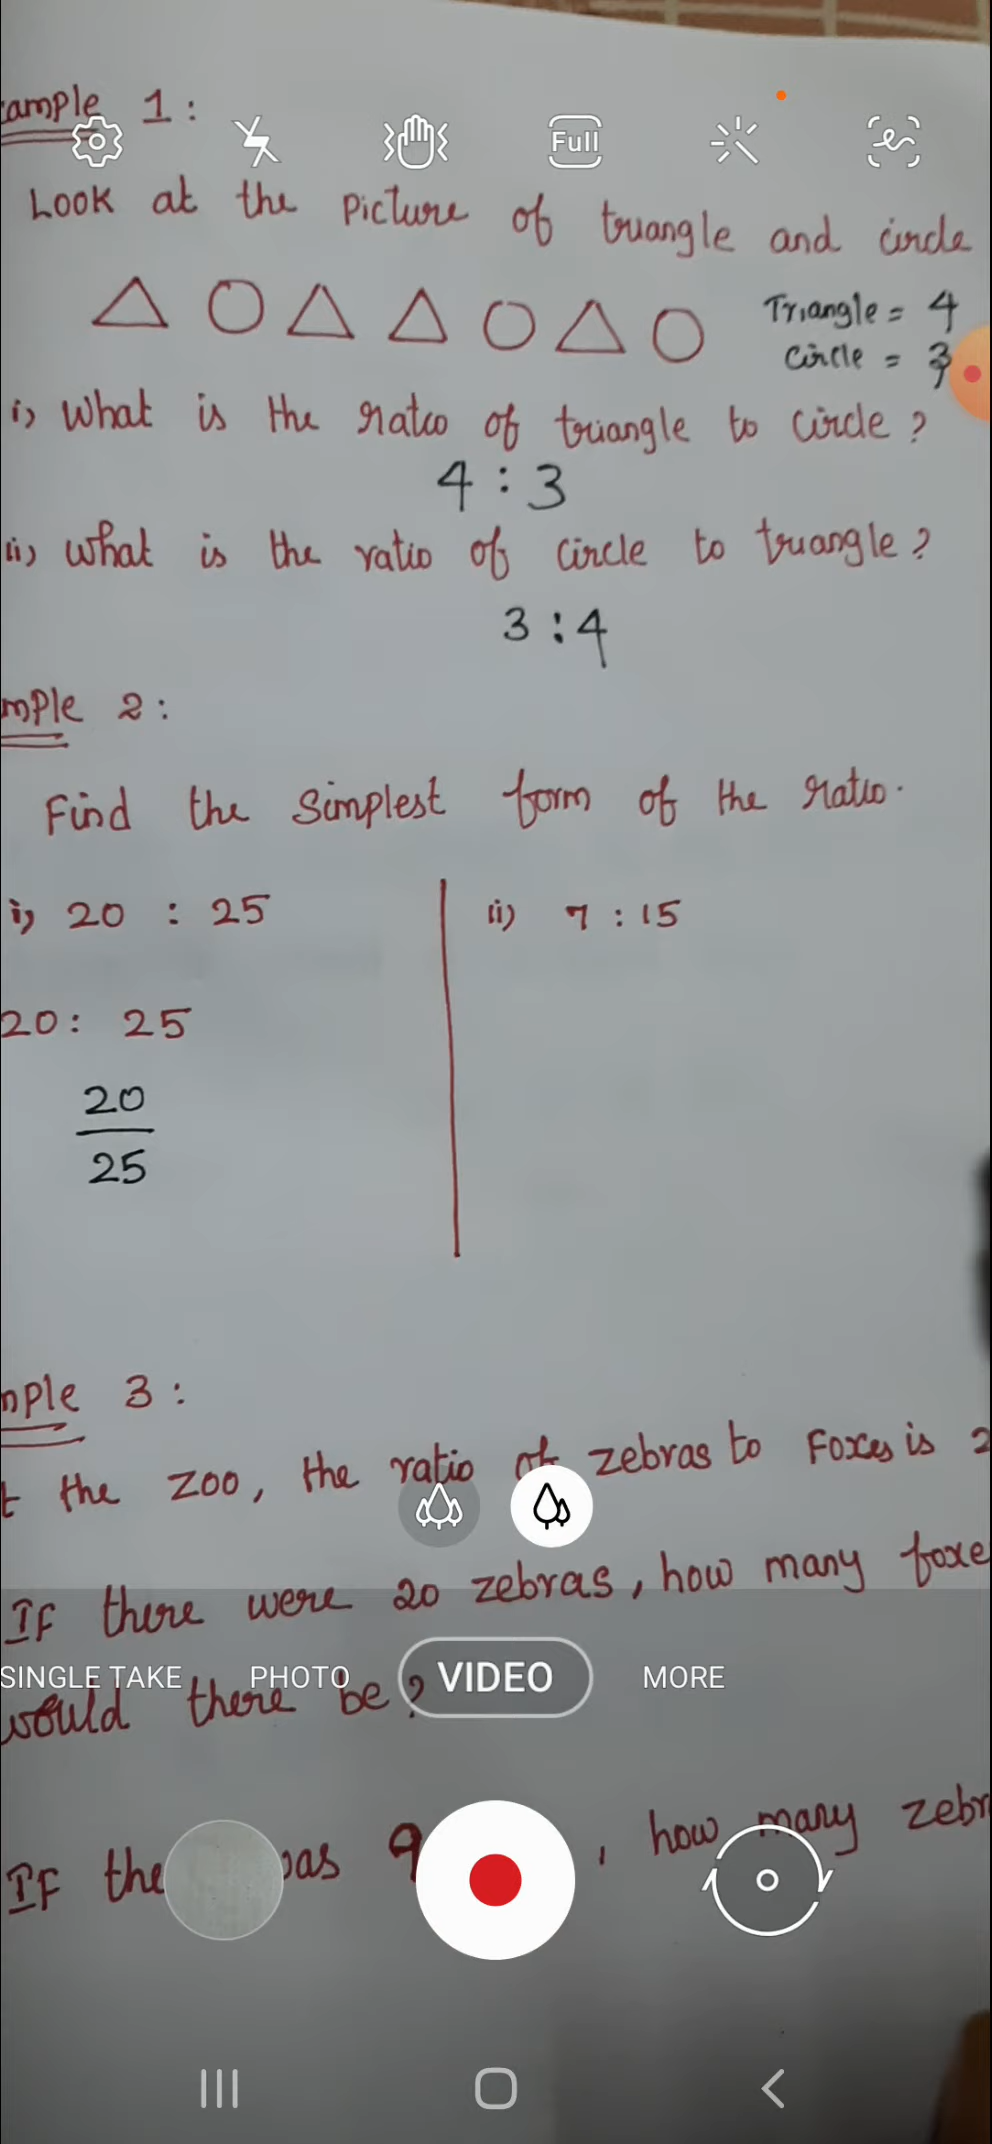 ample 1:
Full
Look at the Picture of triangle and circle
Triangle = 4
Circle = 3
i) What is the ratio of triangle to circle?
4 : 3
ii) What is the ratio of circle to triangle?
3 : 4
mple 2:
Find the Simplest form of the ratio.
i) 20 : 25
(ii) 7 : 15
20 : 25
20
25
mple 3:
t the zoo, the ratio of zebras to Foxes is 2
If there were 20 zebras, how many foxe
SINGLE TAKE PHOTO VIDEO MORE
would there be?
If the as 9 , how many zebr